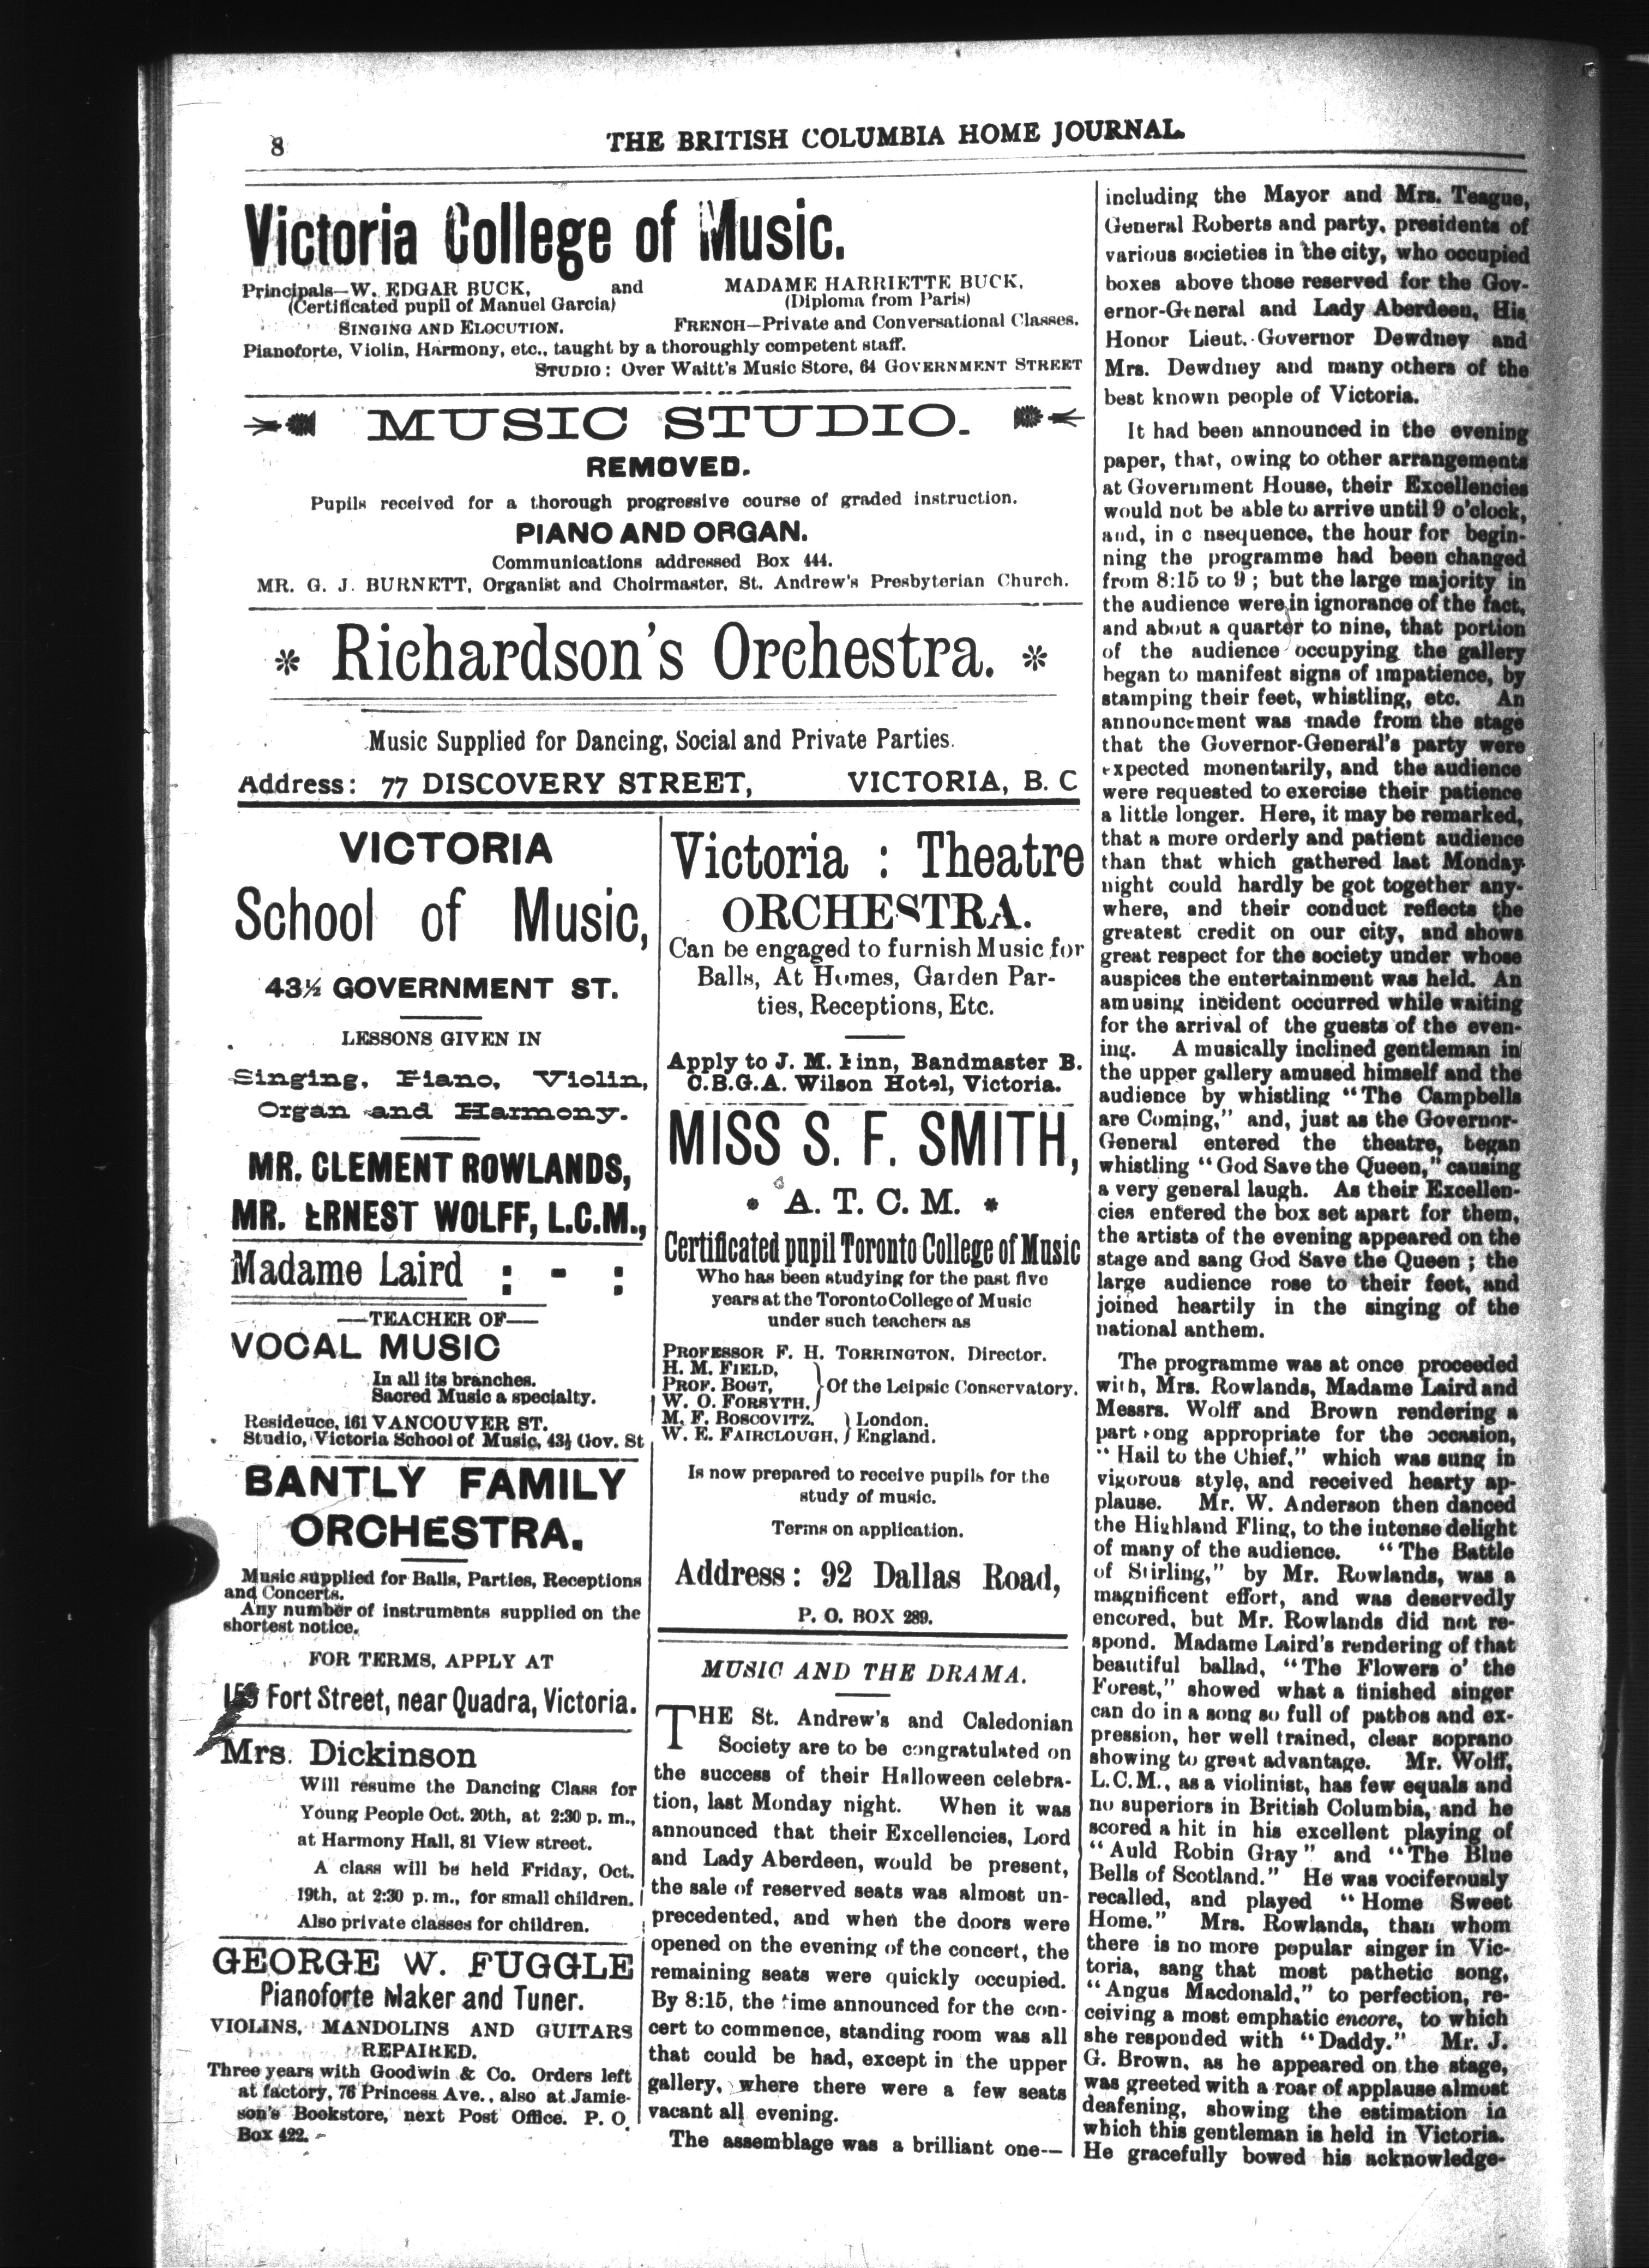 8
THE BRITISH COLUMBIA HOME JOURNAL.
Victoria College of Music.
Principals—W. EDGAR BUCK, and MADAME HARRIETTE BUCK,
(Certificated pupil of Manuel Garcia) (Diploma from Paris)
SINGING AND ELOCUTION. FRENCH—Private and Conversational Classes.
Pianoforte, Violin, Harmony, etc., taught by a thoroughly competent staff.
STUDIO: Over Waitt's Music Store, 64 GOVERNMENT STREET
MUSIC STUDIO.
REMOVED.
Pupils received for a thorough progressive course of graded instruction.
PIANO AND ORGAN.
Communications addressed Box 444.
MR. G. J. BURNETT, Organist and Choirmaster, St. Andrew's Presbyterian Church.
* Richardson's Orchestra. *
Music Supplied for Dancing, Social and Private Parties.
Address: 77 DISCOVERY STREET, VICTORIA, B. C
VICTORIA
School of Music,
43½ GOVERNMENT ST.
LESSONS GIVEN IN
Singing, Piano, Violin,
Organ and Harmony.
MR. CLEMENT ROWLANDS,
MR. ERNEST WOLFF, L.C.M.,
Madame Laird : - :
—TEACHER OF—
VOCAL MUSIC
In all its branches.
Sacred Music a specialty.
Residence, 161 VANCOUVER ST.
Studio, Victoria School of Music, 43½ Gov. St
BANTLY FAMILY
ORCHESTRA.
Music supplied for Balls, Parties, Receptions
and Concerts.
Any number of instruments supplied on the
shortest notice.
FOR TERMS, APPLY AT
Fort Street, near Quadra, Victoria.
Mrs. Dickinson
Will resume the Dancing Class for
Young People Oct. 20th, at 2:30 p. m.,
at Harmony Hall, 81 View street.
A class will be held Friday, Oct.
19th, at 2:30 p. m., for small children.
Also private classes for children.
GEORGE W. FUGGLE
Pianoforte Maker and Tuner.
VIOLINS, MANDOLINS AND GUITARS
REPAIRED.
Three years with Goodwin & Co. Orders left
at factory, 76 Princess Ave., also at Jamie-
son's Bookstore, next Post Office. P. O.
Box 422.
Victoria : Theatre
ORCHESTRA.
Can be engaged to furnish Music for
Balls, At Homes, Garden Par-
ties, Receptions, Etc.
Apply to J. M. Finn, Bandmaster B.
C.B.G.A. Wilson Hotel, Victoria.
MISS S. F. SMITH,
* A. T. C. M. *
Certificated pupil Toronto College of Music
Who has been studying for the past five
years at the Toronto College of Music
under such teachers as
PROFESSOR F. H. TORRINGTON, Director.
H. M. FIELD,
PROF. BOGT, } Of the Leipsic Conservatory.
W. O. FORSYTH,
M. F. BOSCOVITZ, } London.
W. E. FAIRCLOUGH, } England.
Is now prepared to receive pupils for the
study of music.
Terms on application.
Address: 92 Dallas Road,
P. O. BOX 289.
MUSIC AND THE DRAMA.
THE St. Andrew's and Caledonian
Society are to be congratulated on
the success of their Halloween celebra-
tion, last Monday night. When it was
announced that their Excellencies, Lord
and Lady Aberdeen, would be present,
the sale of reserved seats was almost un-
precedented, and when the doors were
opened on the evening of the concert, the
remaining seats were quickly occupied.
By 8:15, the time announced for the con-
cert to commence, standing room was all
that could be had, except in the upper
gallery, where there were a few seats
vacant all evening.
The assemblage was a brilliant one—
including the Mayor and Mrs. Teague,
General Roberts and party, presidents of
various societies in the city, who occupied
boxes above those reserved for the Gov-
ernor-General and Lady Aberdeen, His
Honor Lieut.-Governor Dewdney and
Mrs. Dewdney and many others of the
best known people of Victoria.
It had been announced in the evening
paper, that, owing to other arrangements
at Government House, their Excellencies
would not be able to arrive until 9 o'clock,
and, in c nsequence, the hour for begin-
ning the programme had been changed
from 8:15 to 9; but the large majority in
the audience were in ignorance of the fact,
and about a quarter to nine, that portion
of the audience occupying the gallery
began to manifest signs of impatience, by
stamping their feet, whistling, etc. An
announcement was made from the stage
that the Governor-General's party were
expected monentarily, and the audience
were requested to exercise their patience
a little longer. Here, it may be remarked,
that a more orderly and patient audience
than that which gathered last Monday
night could hardly be got together any-
where, and their conduct reflects the
greatest credit on our city, and shows
great respect for the society under whose
auspices the entertainment was held. An
amusing incident occurred while waiting
for the arrival of the guests of the even-
ing. A musically inclined gentleman in
the upper gallery amused himself and the
audience by whistling "The Campbells
are Coming," and, just as the Governor-
General entered the theatre, began
whistling "God Save the Queen," causing
a very general laugh. As their Excellen-
cies entered the box set apart for them,
the artists of the evening appeared on the
stage and sang God Save the Queen; the
large audience rose to their feet, and
joined heartily in the singing of the
national anthem.
The programme was at once proceeded
with, Mrs. Rowlands, Madame Laird and
Messrs. Wolff and Brown rendering a
part song appropriate for the occasion,
"Hail to the Chief," which was sung in
vigorous style, and received hearty ap-
plause. Mr. W. Anderson then danced
the Highland Fling, to the intense delight
of many of the audience. "The Battle
of Stirling," by Mr. Rowlands, was a
magnificent effort, and was deservedly
encored, but Mr. Rowlands did not re-
spond. Madame Laird's rendering of that
beautiful ballad, "The Flowers o' the
Forest," showed what a finished singer
can do in a song so full of pathos and ex-
pression, her well trained, clear soprano
showing to great advantage. Mr. Wolff,
L.C.M., as a violinist, has few equals and
no superiors in British Columbia, and he
scored a hit in his excellent playing of
"Auld Robin Gray" and "The Blue
Bells of Scotland." He was vociferously
recalled, and played "Home Sweet
Home." Mrs. Rowlands, than whom
there is no more popular singer in Vic-
toria, sang that most pathetic song,
"Angus Macdonald," to perfection, re-
ceiving a most emphatic encore, to which
she responded with "Daddy." Mr. J.
G. Brown, as he appeared on the stage,
was greeted with a roar of applause almost
deafening, showing the estimation in
which this gentleman is held in Victoria.
He gracefully bowed his acknowledge-